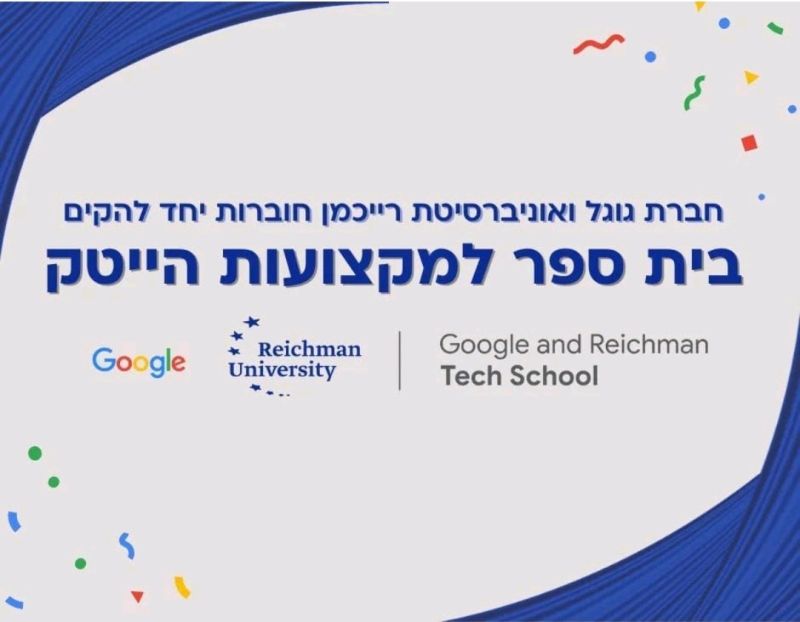 חברת גוגל ואוניברסיטת רייכמן חוברות יחד להקים
בית ספר למקצועות הייטק
Google
Reichman
University
Google and Reichman
Tech School